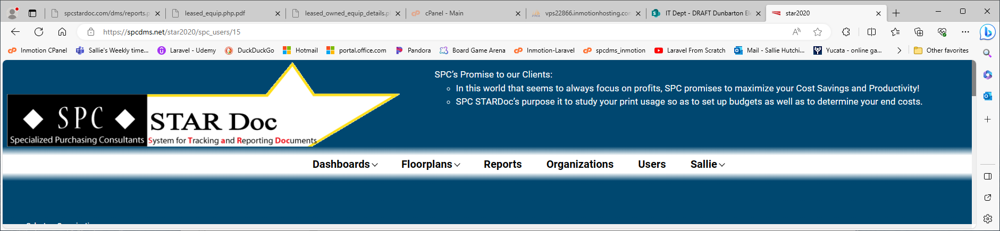 spcstardoc.com/dms/reports.p
leased_equip.php.pdf
leased_owned_equip_details.p
cPanel - Main
vps22866.inmotionhosting.con
IT Dept - DRAFT Dunbarton Ele
star2020
https://spcdms.net/star2020/spc_users/15
Inmotion CPanel
Sallie's Weekly time...
Laravel - Udemy
DuckDuckGo
Hotmail
portal.office.com
Pandora
Board Game Arena
Inmotion-Laravel
spcdms_inmotion
Laravel From Scratch
Mail - Sallie Hutchi...
Yucata - online ga...
Other favorites
SPC
Specialized Purchasing Consultants
STAR Doc
System for Tracking and Reporting Documents
SPC’s Promise to our Clients:
In this world that seems to always focus on profits, SPC promises to maximize your Cost Savings and Productivity!
SPC STARDoc’s purpose it to study your print usage so as to set up budgets as well as to determine your end costs.
Dashboards
Floorplans
Reports
Organizations
Users
Sallie